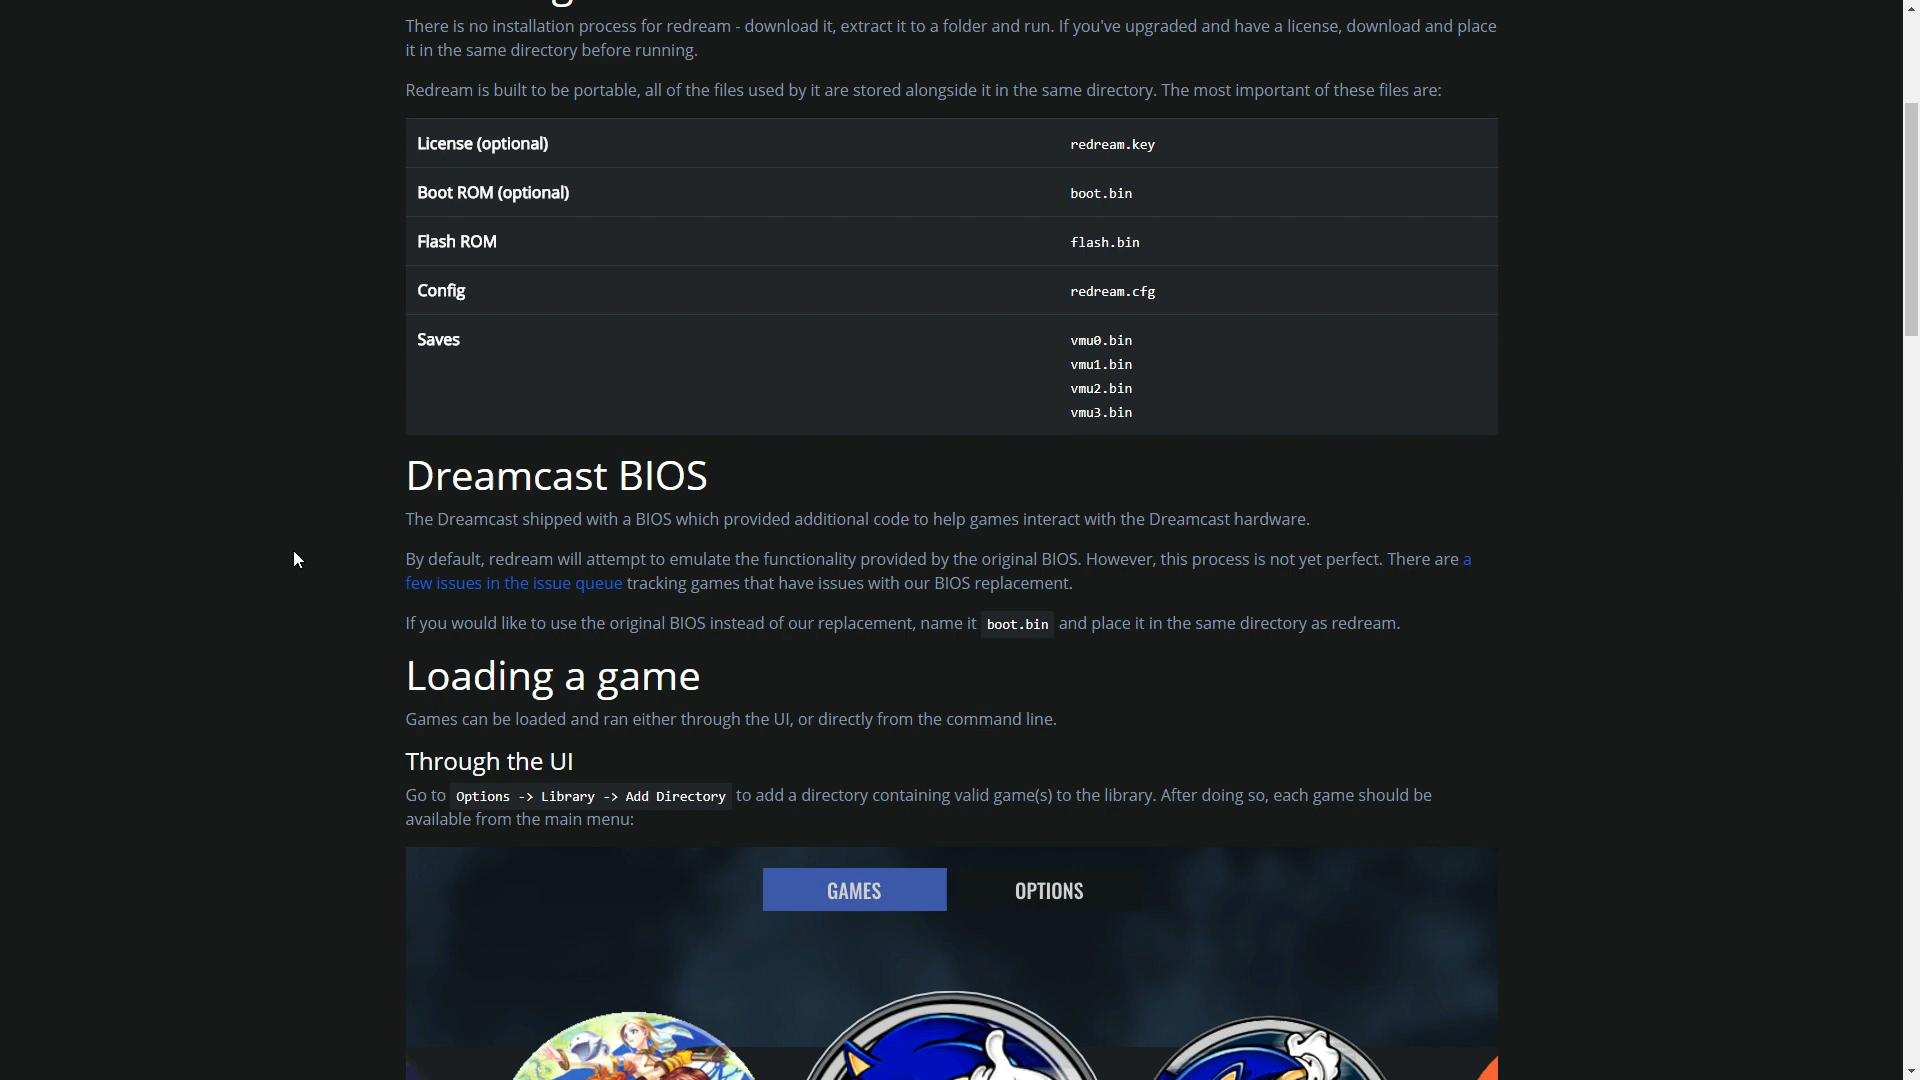 There is no installation process for redream - download it, extract it to a folder and run. If you've upgraded and have a license, download and place
it in the same directory before running.
Redream is built to be portable, all of the files used by it are stored alongside it in the same directory. The most important of these files are:
License (optional) redream.key
Boot ROM (optional) boot.bin
Flash ROM flash.bin
Config redream.cfg
Saves vmu0.bin
vmu1.bin
vmu2.bin
vmu3.bin
Dreamcast BIOS
The Dreamcast shipped with a BIOS which provided additional code to help games interact with the Dreamcast hardware.
By default, redream will attempt to emulate the functionality provided by the original BIOS. However, this process is not yet perfect. There are a
few issues in the issue queue tracking games that have issues with our BIOS replacement.
If you would like to use the original BIOS instead of our replacement, name it boot.bin and place it in the same directory as redream.
Loading a game
Games can be loaded and ran either through the UI, or directly from the command line.
Through the UI
Go to Options -> Library -> Add Directory to add a directory containing valid game(s) to the library. After doing so, each game should be
available from the main menu:
GAMES OPTIONS